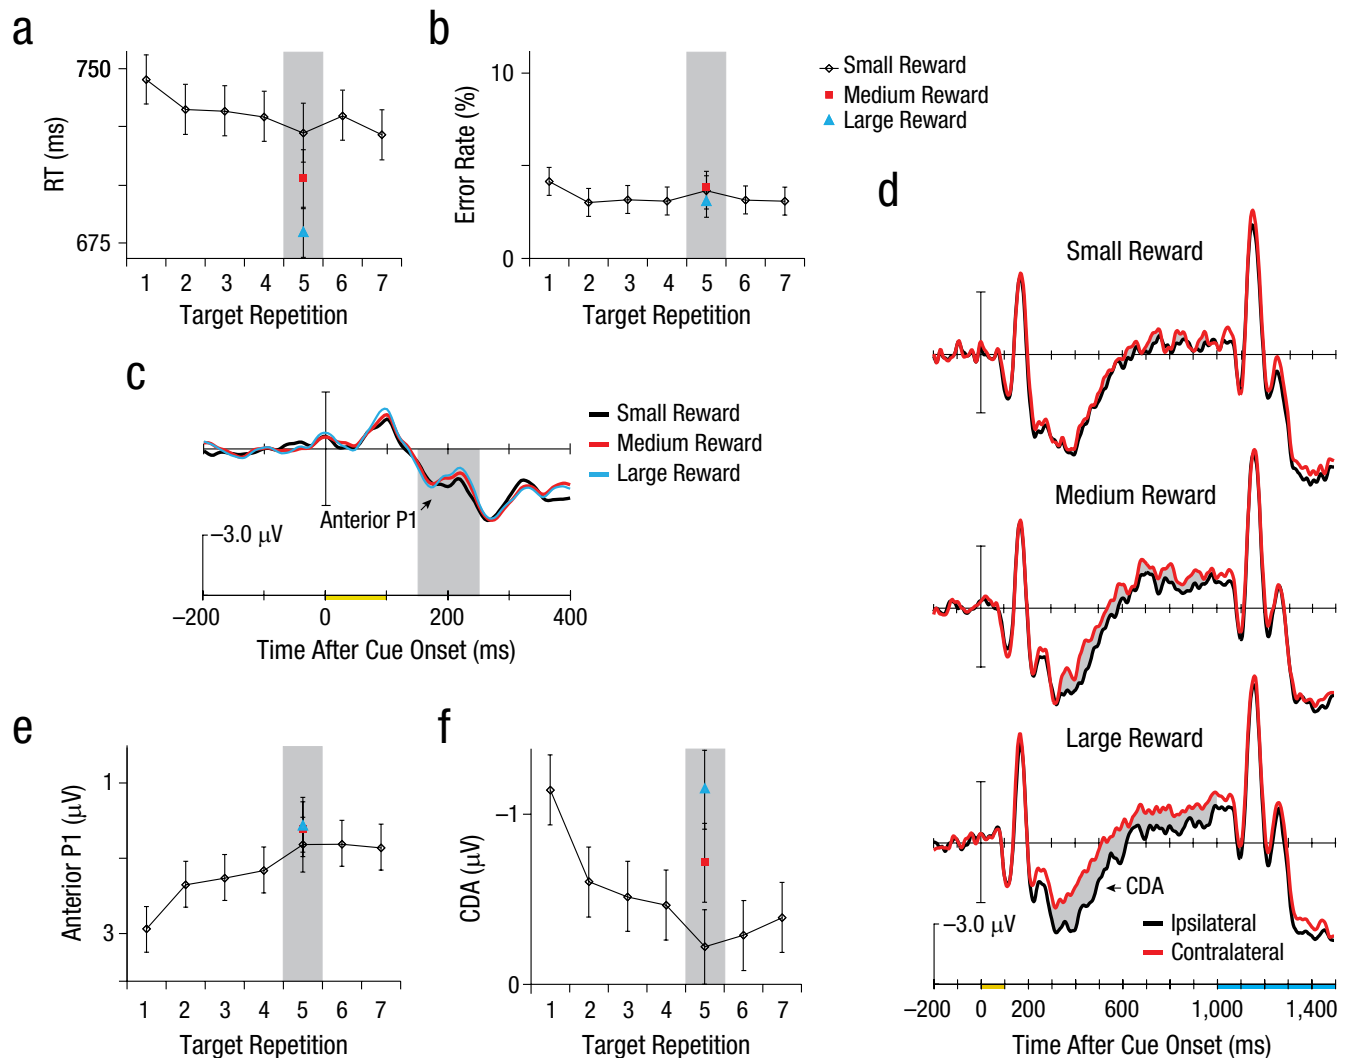 a
750
675
RT (ms)
1 2 3 4 5 6 7
Target Repetition
b
10
5
0
Error Rate (%)
1 2 3 4 5 6 7
Target Repetition
Small Reward
Medium Reward
Large Reward
c
Small Reward
Medium Reward
Large Reward
Anterior P1
−3.0 μV
−200 0 200 400
Time After Cue Onset (ms)
d
Small Reward
Medium Reward
Large Reward
CDA
−3.0 μV
Ipsilateral
Contralateral
−200 0 200 600 1,000 1,400
Time After Cue Onset (ms)
e
1
3
Anterior P1 (μV)
1 2 3 4 5 6 7
Target Repetition
f
−1
0
CDA (μV)
1 2 3 4 5 6 7
Target Repetition